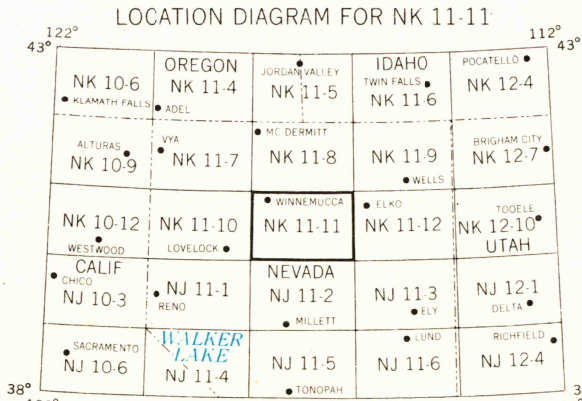 LOCATION DIAGRAM FOR NK 11-11
122°
112°
43°
43°
OREGON
IDAHO
POCATELLO
JORDAN VALLEY
TWIN FALLS
NK 10-6
NK 11-4
NK 11-5
NK 11-6
NK 12-4
KLAMATH FALLS
ADEL
MC DERMITT
VYA
BRIGHAM CITY
ALTURAS
NK 10-9
NK 11-7
NK 11-8
NK 11-9
NK 12-7
WELLS
WINNEMUCCA
ELKO
TOOELE
NK 10-12
NK 11-10
NK 11-11
NK 11-12
NK 12-10
WESTWOOD
LOVELOCK
UTAH
CALIF
NEVADA
CHICO
NJ 10-3
NJ 11-1
NJ 11-2
NJ 11-3
NJ 12-1
RENO
ELY
DELTA
MILLETT
SACRAMENTO
WALKER
LAKE
LUND
RICHFIELD
NJ 10-6
NJ 11-4
NJ 11-5
NJ 11-6
NJ 12-4
38°
TONOPAH